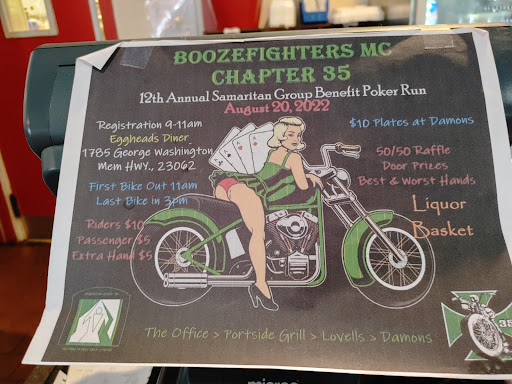 BOOZEFIGHTERS MC
CHAPTER 35
12th Annual Samaritan Group Benefit Poker Run
August 20, 2022
Registration 9-11am
Eggheads Diner
1785 George Washington
Mem HWY., 23062
First Bike Out 11am
Last Bike in 3pm
Riders $10
Passenger $5
Extra Hand $5
$10 Plates at Damons
50/50 Raffle
Door Prizes
Best & Worst Hands
Liquor
Basket
The Office > Portside Grill > Lovells > Damons
35